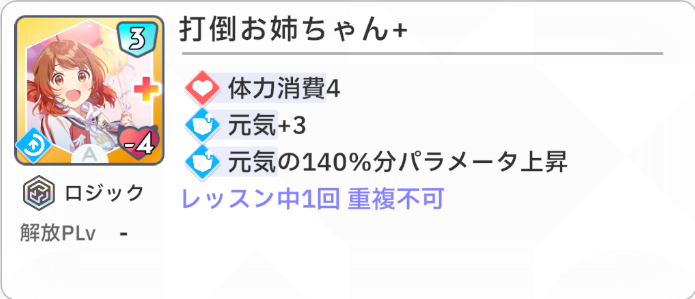 打倒お姉ちゃん+
3
-4
A
体力消費4
元気+3
元気の140%分パラメータ上昇
レッスン中1回 重複不可
ロジック
解放PLv -